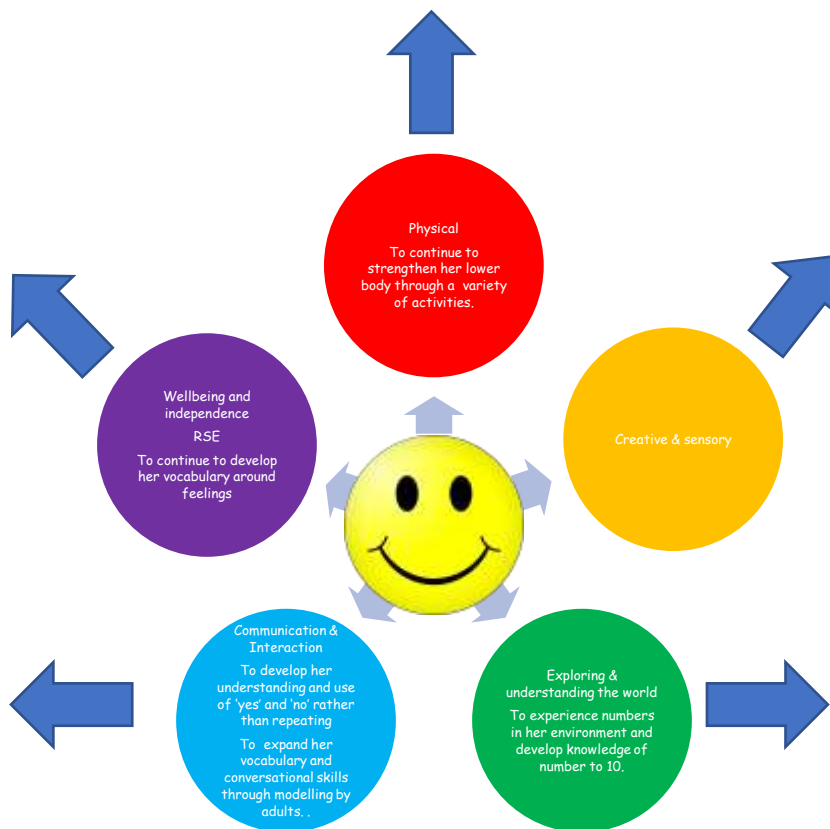 Physical
To continue to
strengthen her lower
body through a variety
of activities.
Wellbeing and
independence
RSE
To continue to develop
her vocabulary around
feelings
Creative & sensory
Communication &
Interaction
To develop her
understanding and use
of 'yes' and 'no' rather
than repeating
To expand her
vocabulary and
conversational skills
through modelling by
adults. .
Exploring &
understanding the world
To experience numbers
in her environment and
develop knowledge of
number to 10.